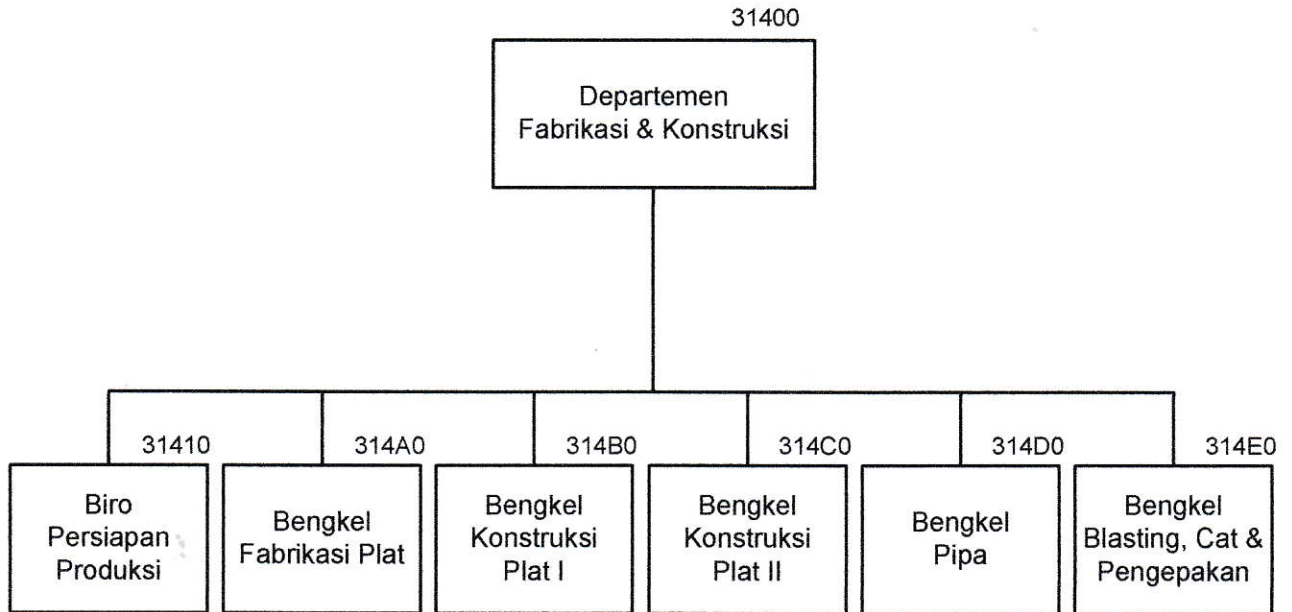 31400
Departemen
Fabrikasi & Konstruksi
31410
Biro
Persiapan
Produksi
314A0
Bengkel
Fabrikasi Plat
314B0
Bengkel
Konstruksi
Plat I
314C0
Bengkel
Konstruksi
Plat II
314D0
Bengkel
Pipa
314E0
Bengkel
Blasting, Cat &
Pengepakan